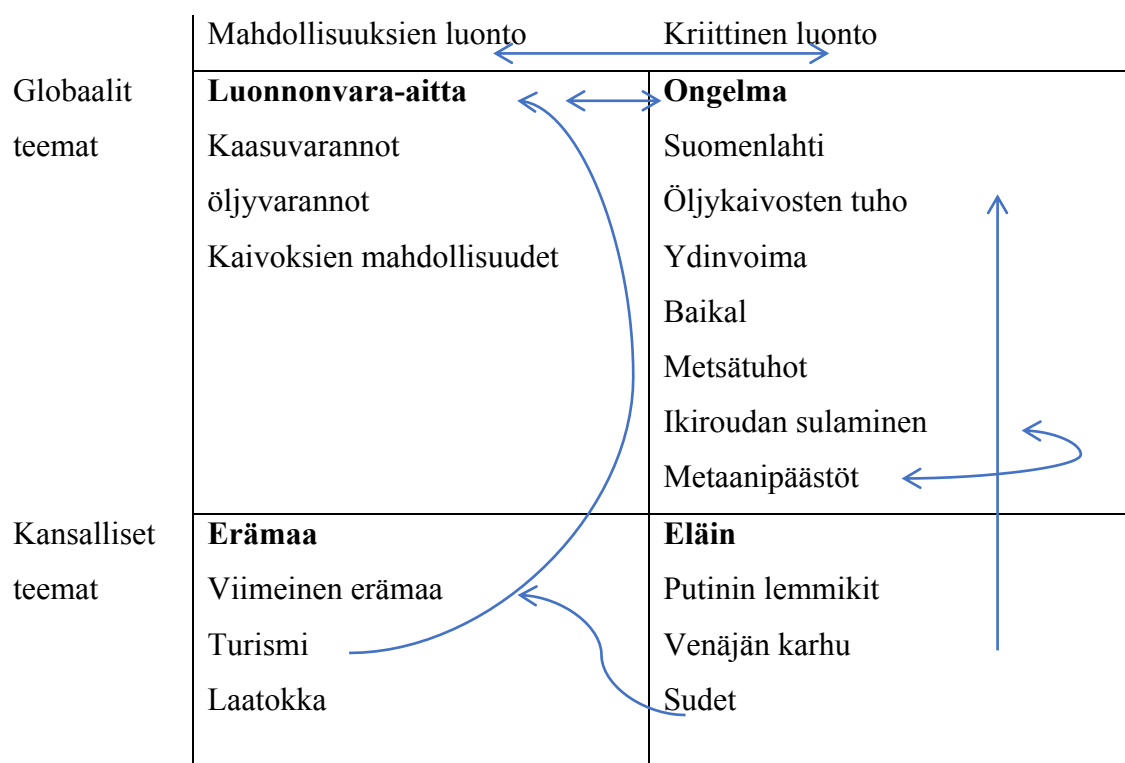 Mahdollisuuksien luonto Kriittinen luonto
Globaalit teemat
Luonnonvara-aitta
Kaasuvarannot
öljyvarannot
Kaivoksien mahdollisuudet
Ongelma
Suomenlahti
Öljykaivosten tuho
Ydinvoima
Baikal
Metsätuhot
Ikiroudan sulaminen
Metaanipäästöt
Kansalliset teemat
Erämaa
Viimeinen erämaa
Turismi
Laatokka
Eläin
Putinin lemmikit
Venäjän karhu
Sudet